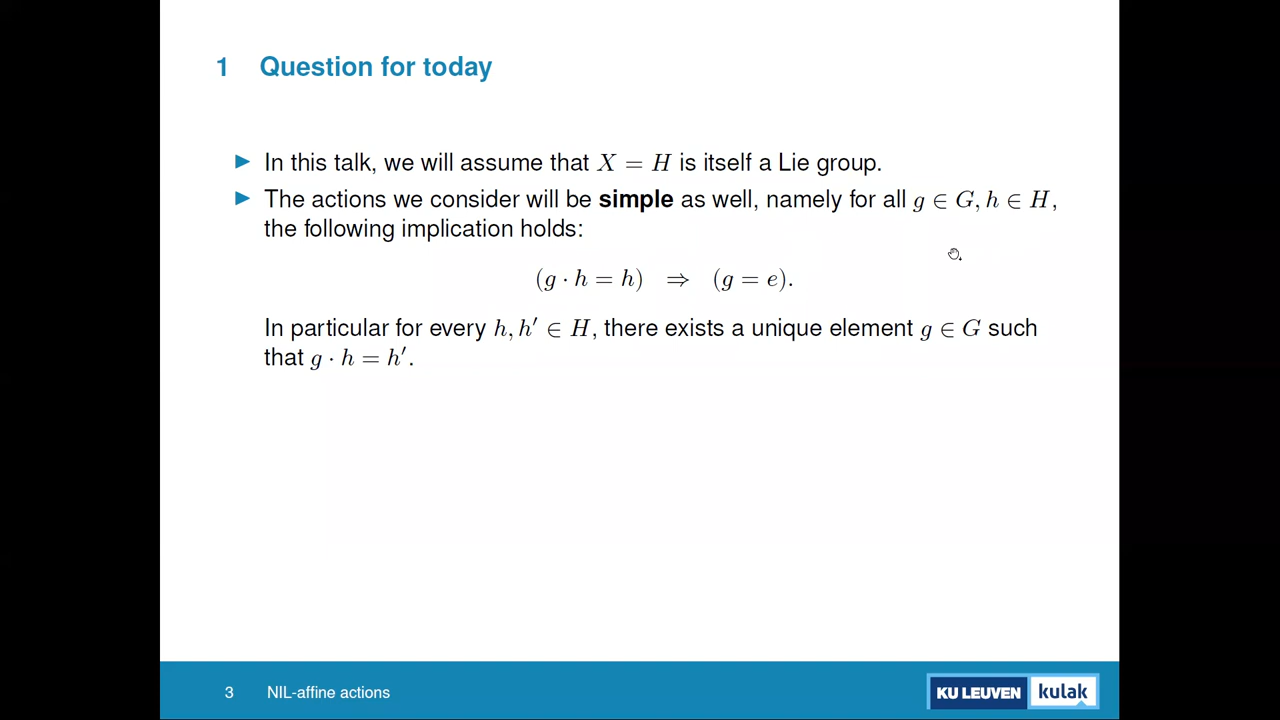 1 Question for today
▶ In this talk, we will assume that X = H is itself a Lie group.
▶ The actions we consider will be simple as well, namely for all g ∈ G, h ∈ H,
the following implication holds:
(g · h = h) ⇒ (g = e).
In particular for every h, h′ ∈ H, there exists a unique element g ∈ G such
that g · h = h′.
3 NIL-affine actions
KU LEUVEN kulak